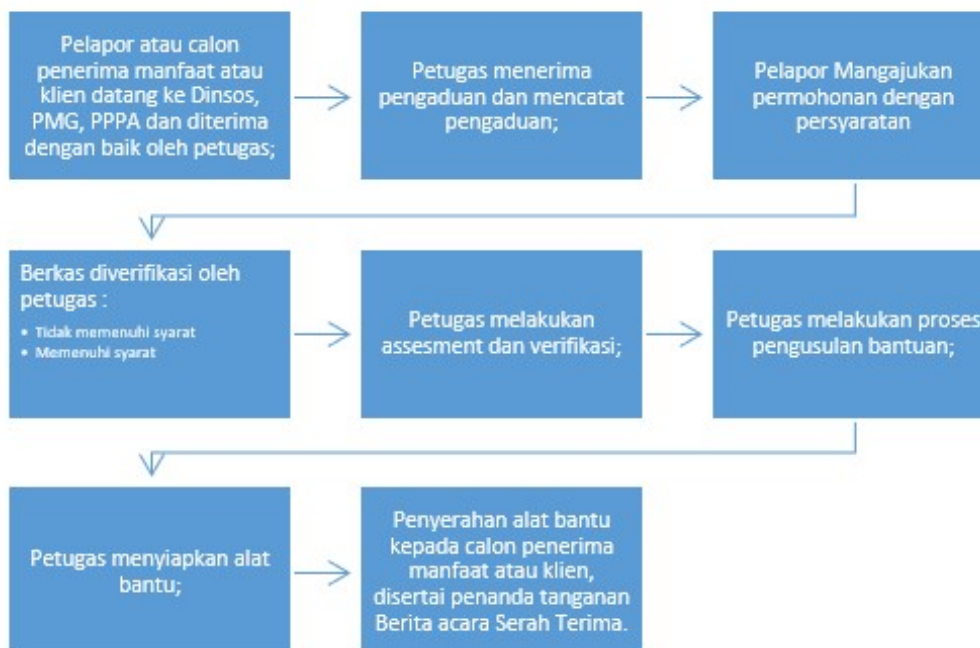 Pelapor atau calon
penerima manfaat atau
klien datang ke Dinsos,
PMG, PPPA dan diterima
dengan baik oleh petugas;
Petugas menerima
pengaduan dan mencatat
pengaduan;
Pelapor Mangajukan
permohonan dengan
persyaratan
Berkas diverifikasi oleh
petugas :
• Tidak memenuhi syarat
• Memenuhi syarat
Petugas melakukan
assesment dan verifikasi;
Petugas melakukan proses
pengusulan bantuan;
Petugas menyiapkan alat
bantu;
Penyerahan alat bantu
kepada calon penerima
manfaat atau klien,
disertai penanda tanganan
Berita acara Serah Terima.